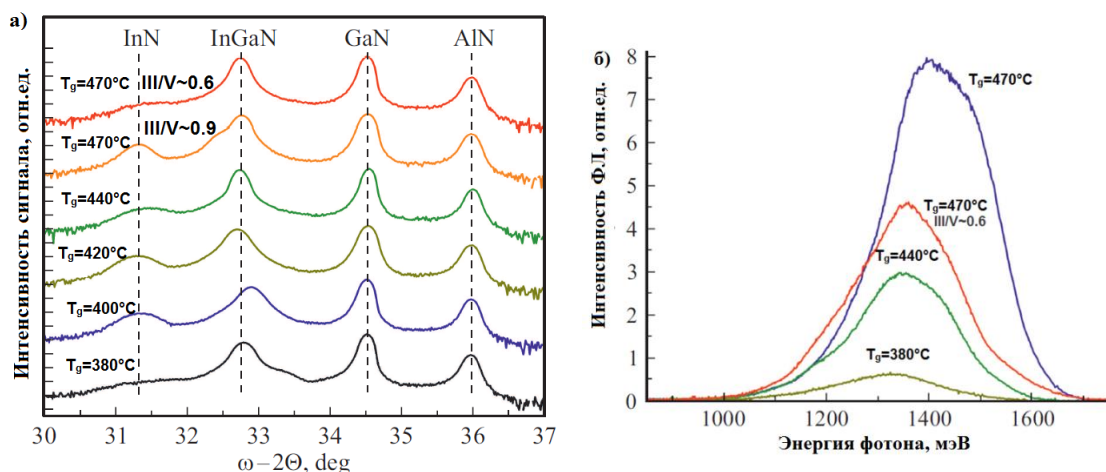 а)
InN InGaN GaN AlN
Tg=470°C III/V~0.6
III/V~0.9
Tg=470°C
Tg=440°C
Tg=420°C
Tg=400°C
Tg=380°C
Интенсивность сигнала, отн.ед.
30 31 32 33 34 35 36 37
ω–2Θ, deg
б)
8
7
6
5
4
3
2
1
0
Tg=470°C
Tg=470°C
III/V~0.6
Tg=440°C
Tg=380°C
Интенсивность ФЛ, отн.ед.
1000 1200 1400 1600
Энергия фотона, мэВ